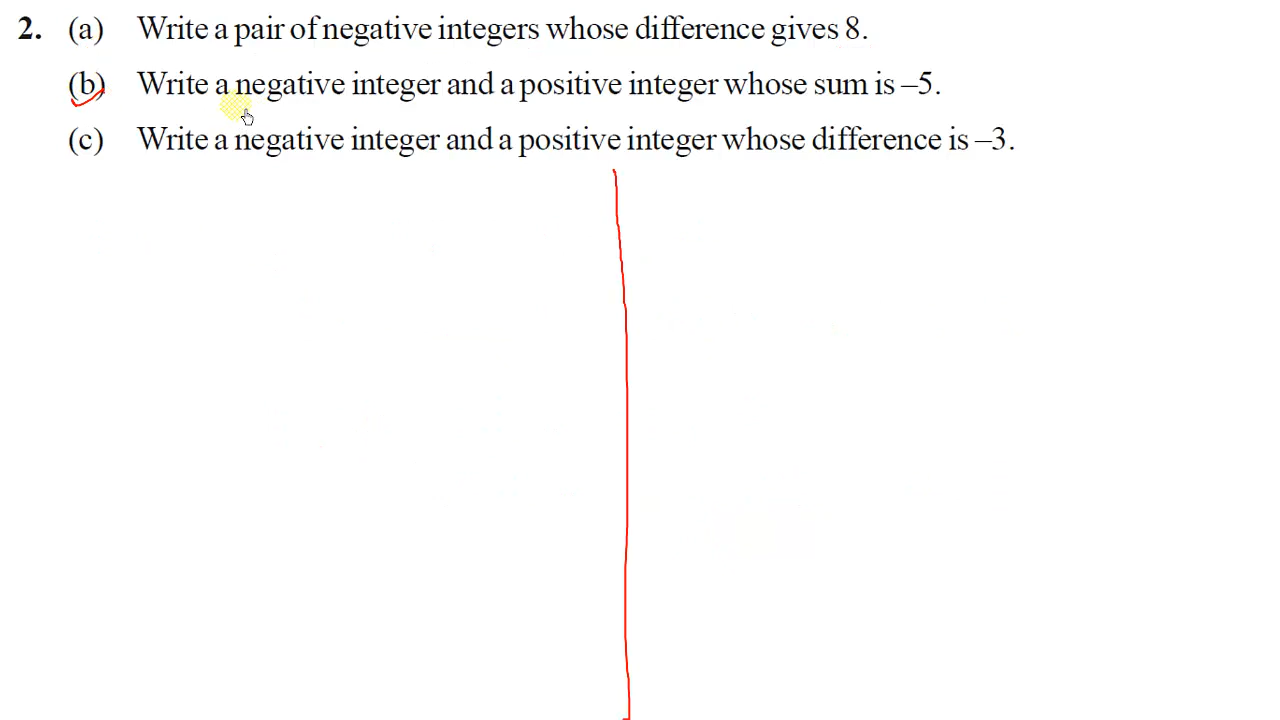 2. (a) Write a pair of negative integers whose difference gives 8.
(b) Write a negative integer and a positive integer whose sum is –5.
(c) Write a negative integer and a positive integer whose difference is –3.